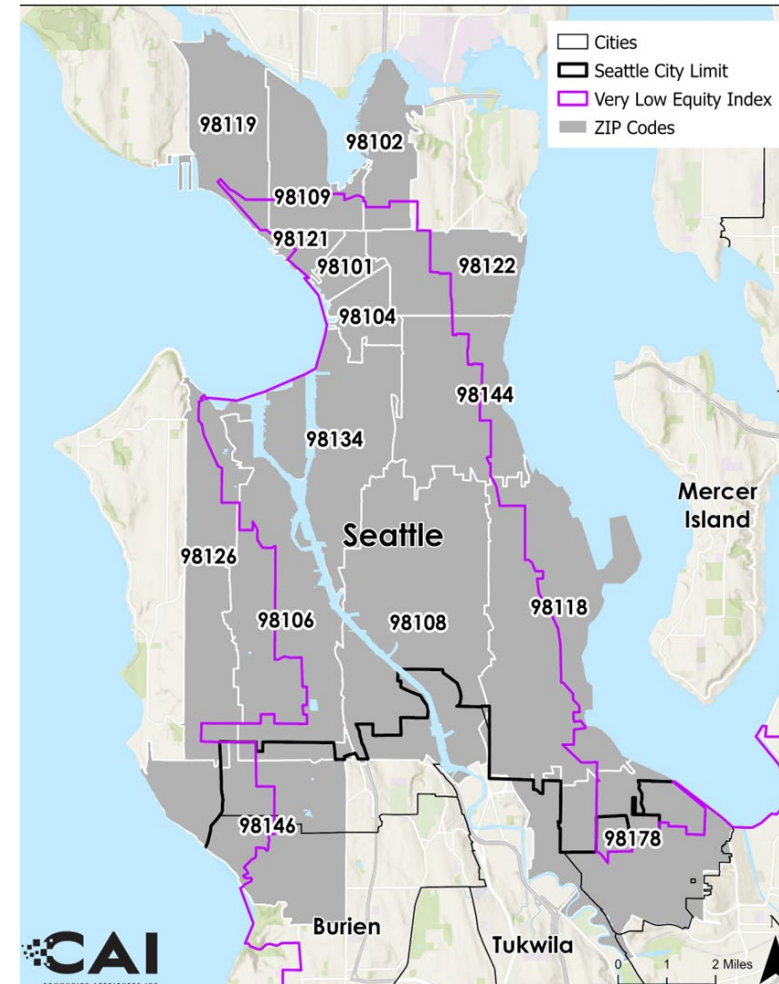 Cities
Seattle City Limit
Very Low Equity Index
ZIP Codes
98119
98102
98109
98121
98101
98122
98104
98144
98134
Mercer
Island
Seattle
98126
98106
98108
98118
98146
98178
Burien
Tukwila
CAI
0 1 2 Miles
N